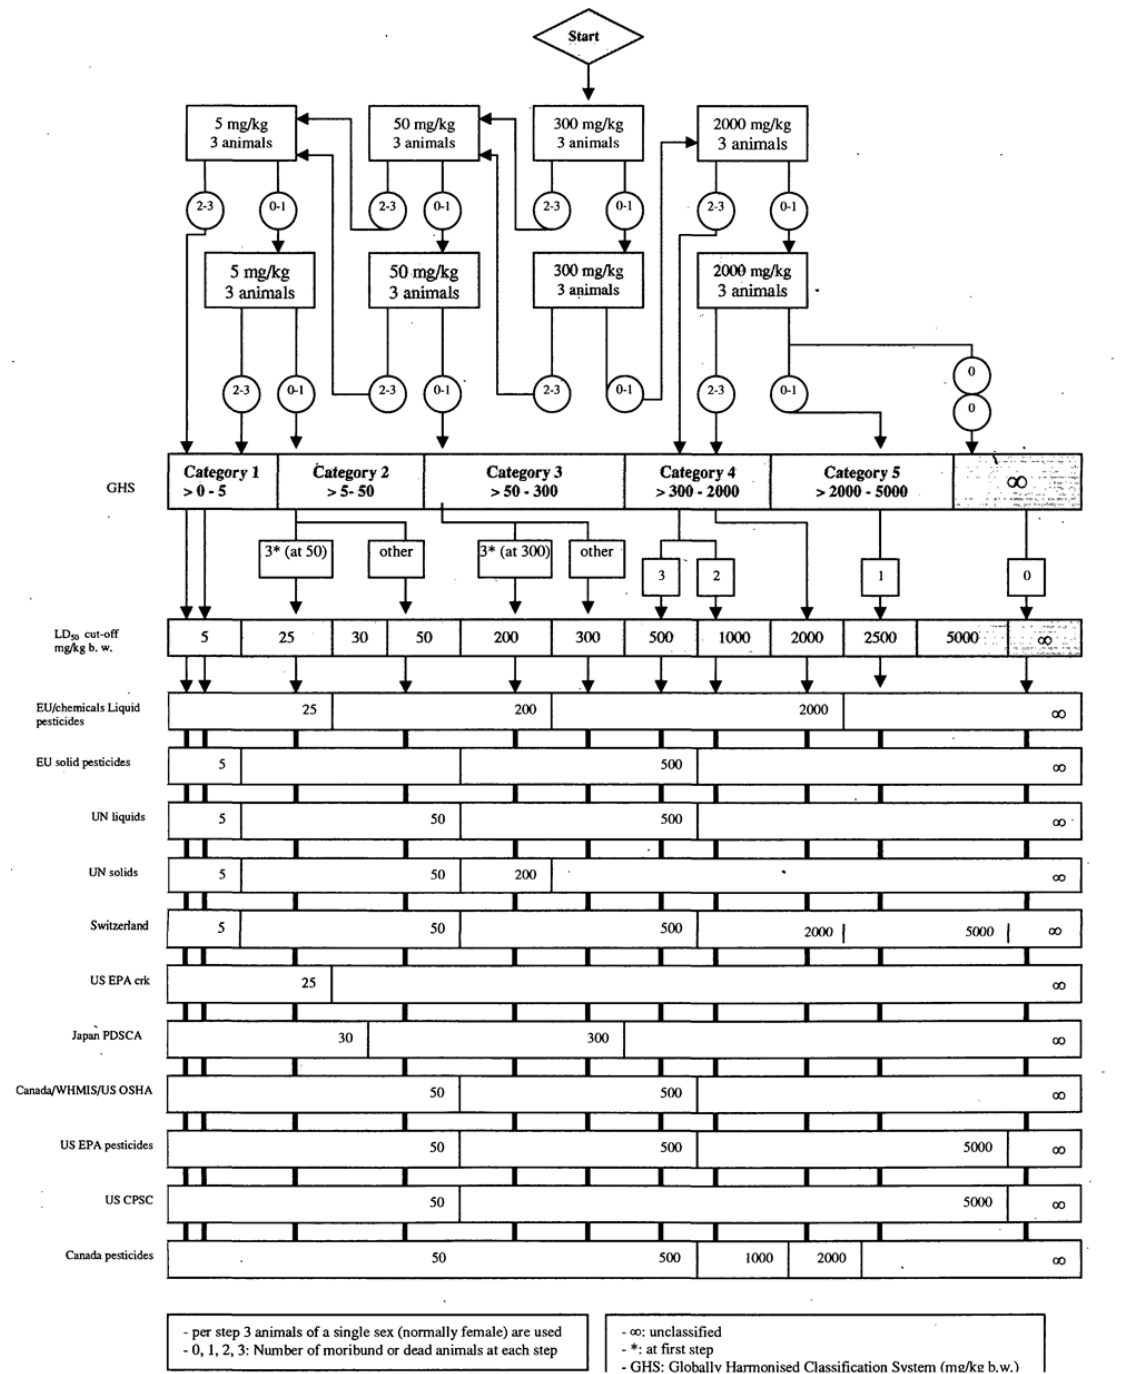 Start
5 mg/kg
3 animals
50 mg/kg
3 animals
300 mg/kg
3 animals
2000 mg/kg
3 animals
2-3
0-1
2-3
0-1
2-3
0-1
2-3
0-1
5 mg/kg
3 animals
50 mg/kg
3 animals
300 mg/kg
3 animals
2000 mg/kg
3 animals
0
2-3
0-1
2-3
0-1
2-3
0-1
2-3
0-1
0
GHS
Category 1
> 0 - 5
Category 2
> 5- 50
Category 3
> 50 - 300
Category 4
> 300 - 2000
Category 5
> 2000 - 5000
∞
3* (at 50)
other
3* (at 300)
other
3
2
1
0
LD₅₀ cut-off
mg/kg b. w.
5
25
30
50
200
300
500
1000
2000
2500
5000
∞
EU/chemicals Liquid
pesticides
25
200
2000
∞
EU solid pesticides
5
500
∞
UN liquids
5
50
500
∞
UN solids
5
50
200
∞
Switzerland
5
50
500
2000
5000
∞
US EPA crk
25
∞
Japan PDSCA
30
300
∞
Canada/WHMIS/US OSHA
50
500
∞
US EPA pesticides
50
500
5000
∞
US CPSC
50
5000
∞
Canada pesticides
50
500
1000
2000
∞
- per step 3 animals of a single sex (normally female) are used
- 0, 1, 2, 3: Number of moribund or dead animals at each step
- ∞: unclassified
- *: at first step
- GHS: Globally Harmonised Classification System (mg/kg b.w.)